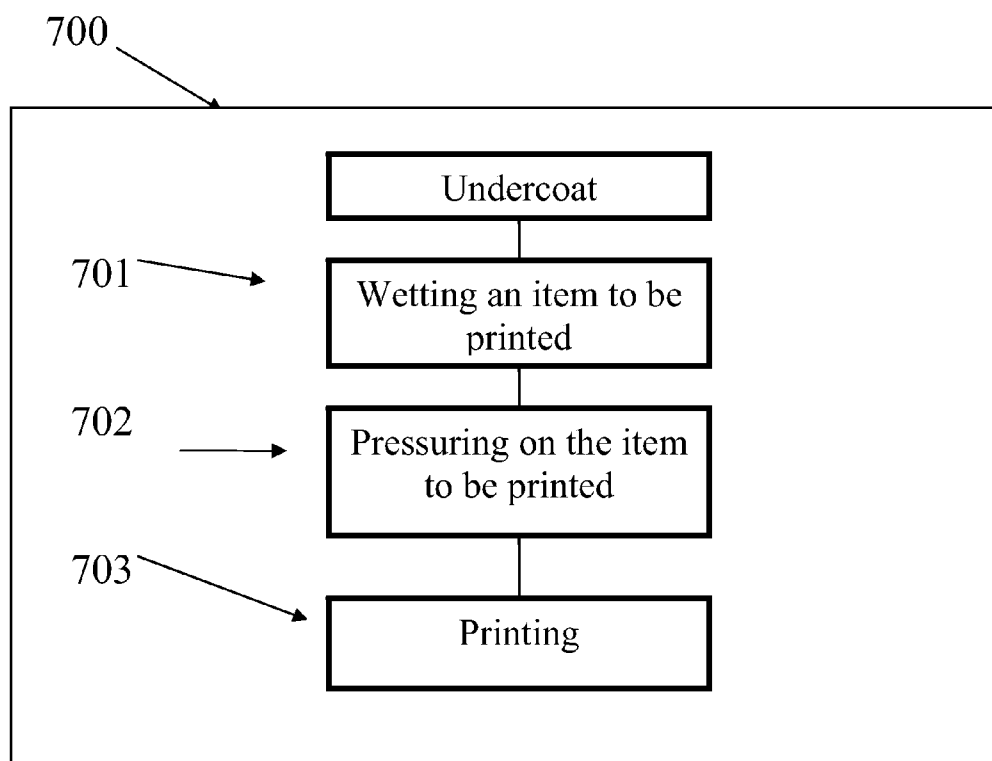 700
Undercoat
701
Wetting an item to be
printed
702
Pressuring on the item
to be printed
703
Printing